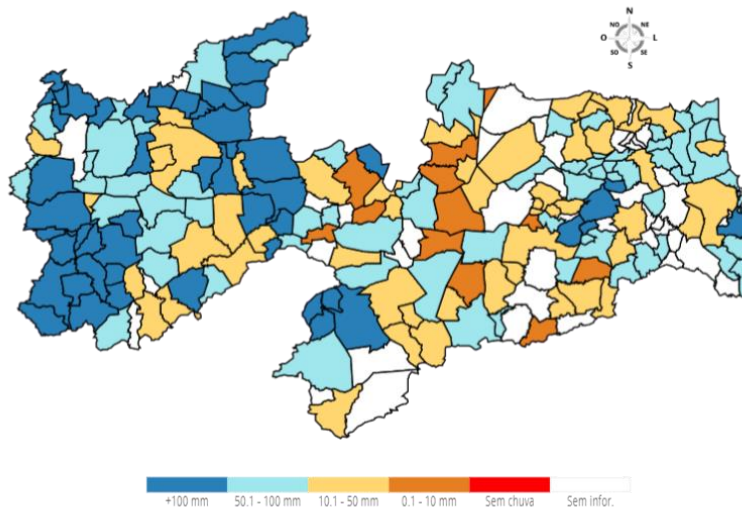 N
NO NE
O L
SO SE
S
+100 mm 50.1 - 100 mm 10.1 - 50 mm 0.1 - 10 mm Sem chuva Sem infor.